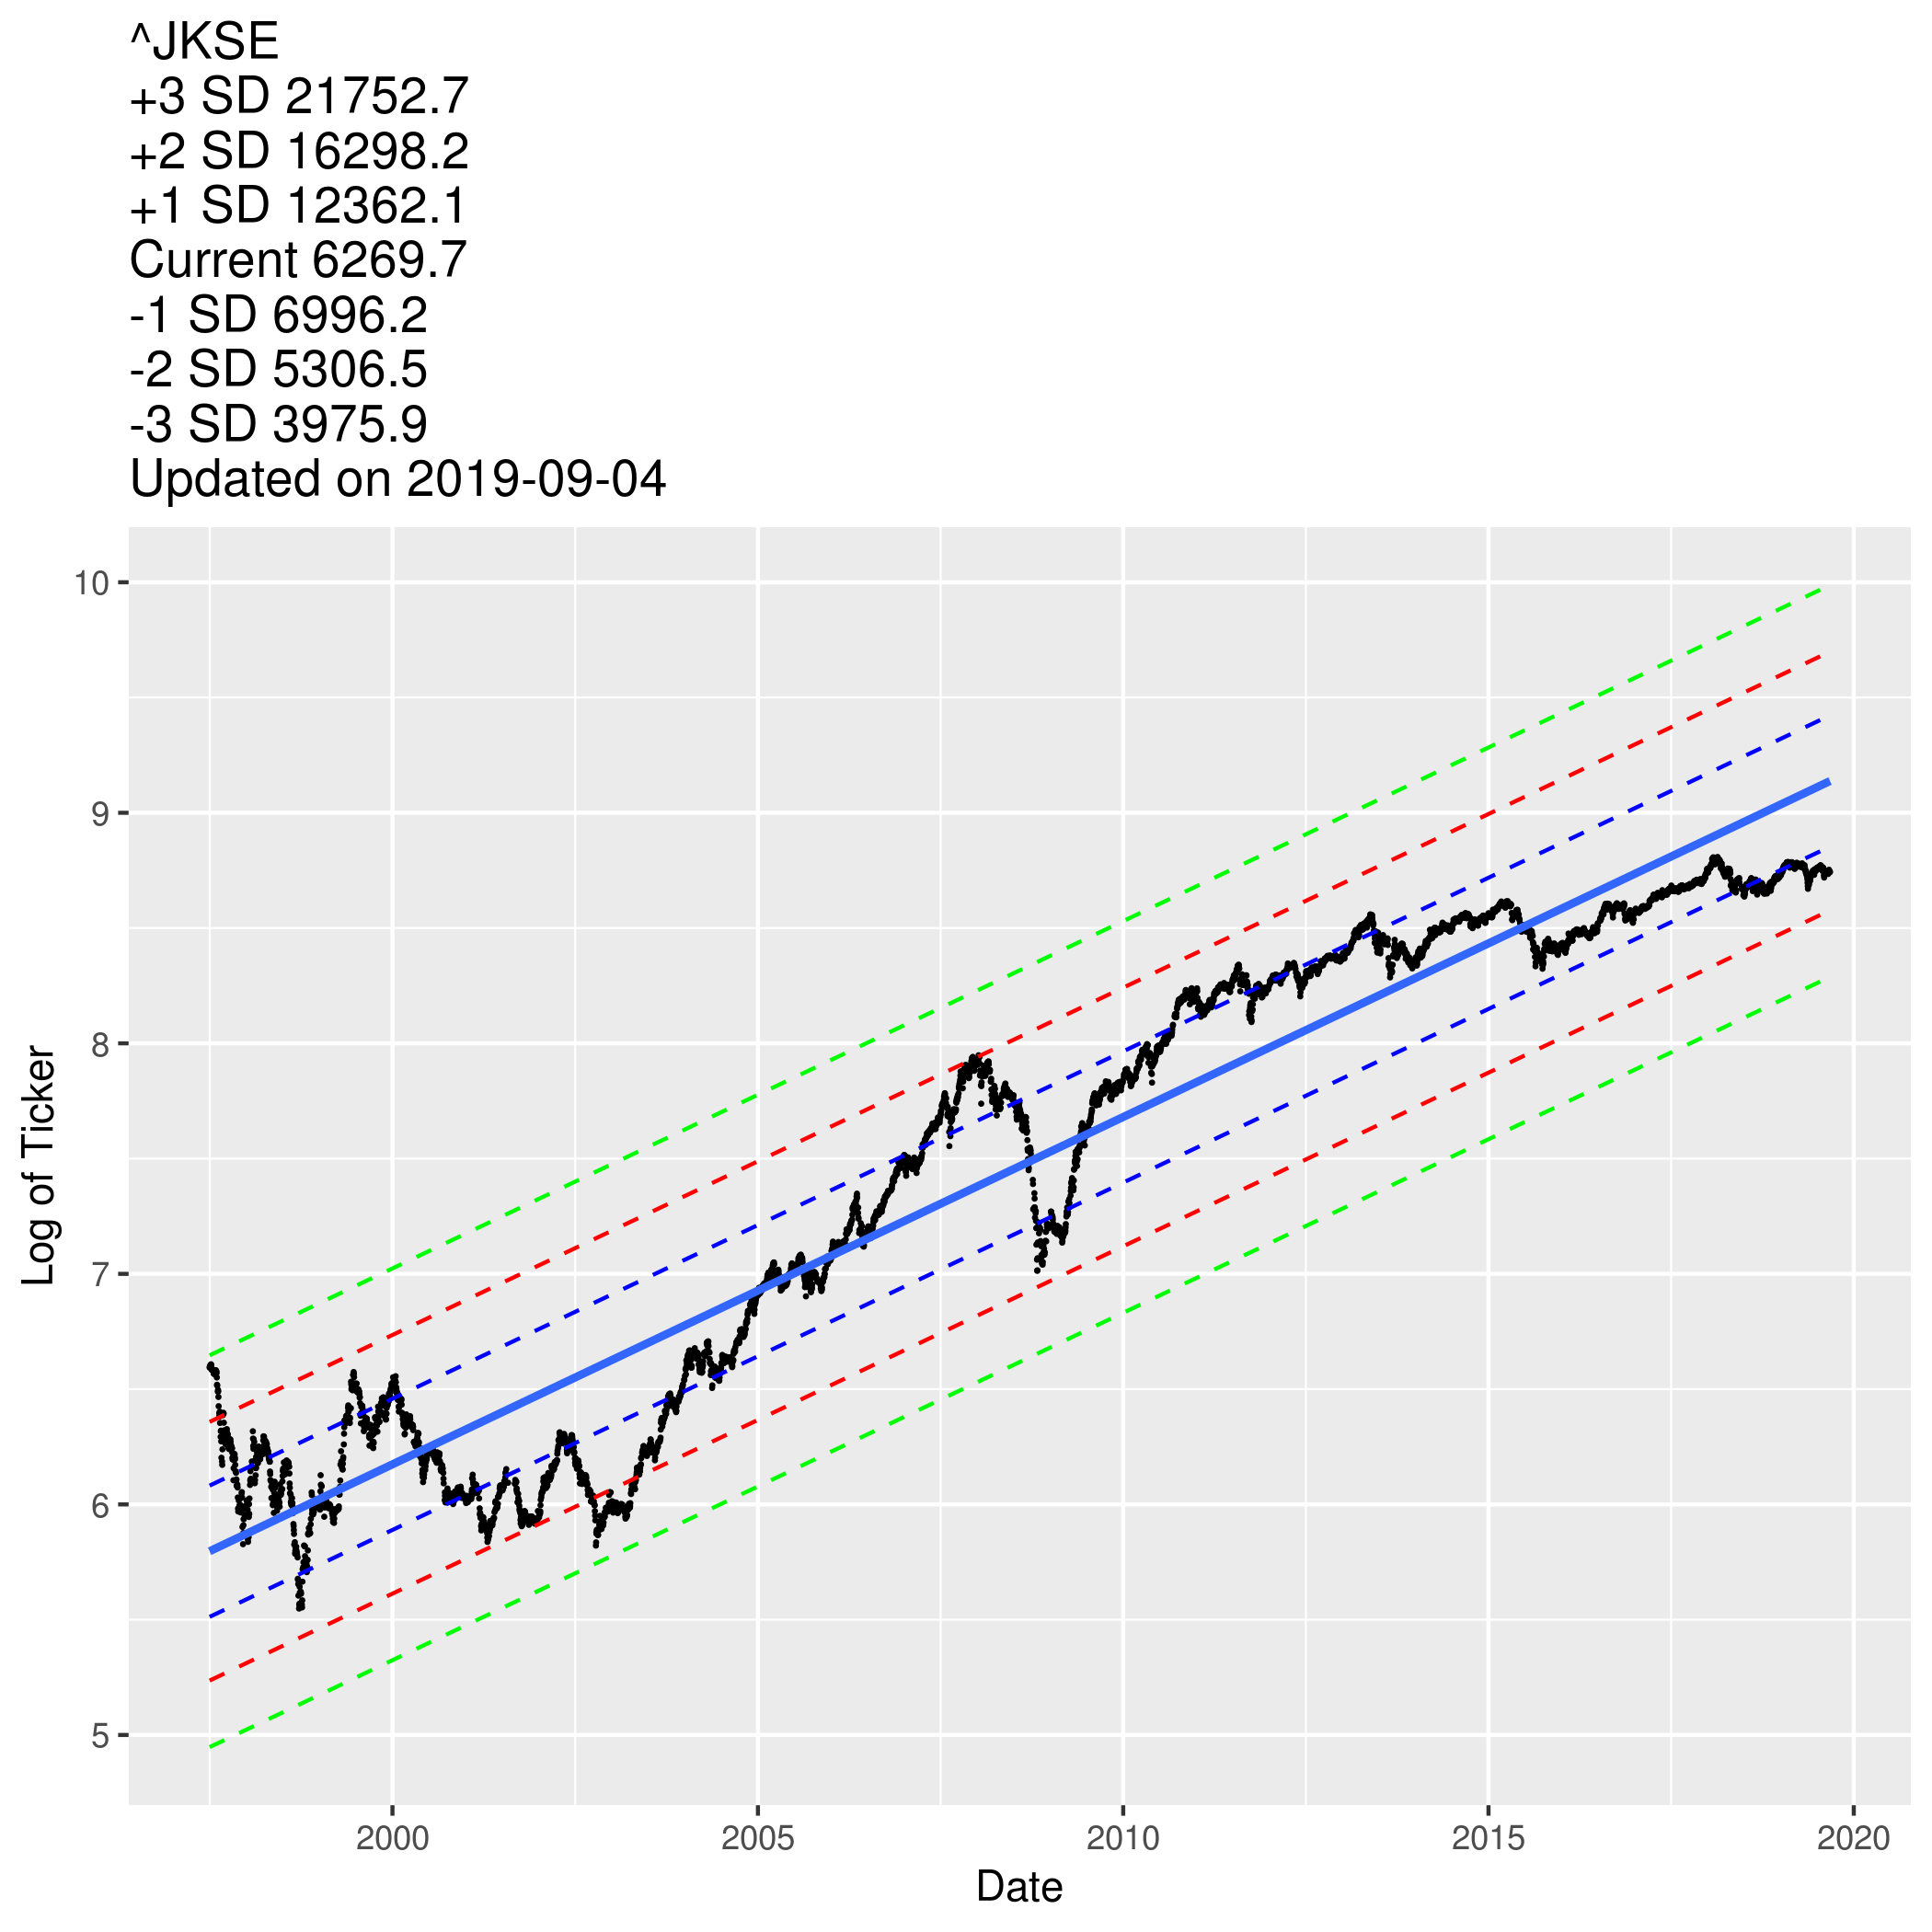 ^JKSE
+3 SD 21752.7
+2 SD 16298.2
+1 SD 12362.1
Current 6269.7
-1 SD 6996.2
-2 SD 5306.5
-3 SD 3975.9
Updated on 2019-09-04
10
9
8
7
6
5
Log of Ticker
2000 2005 2010 2015 2020
Date